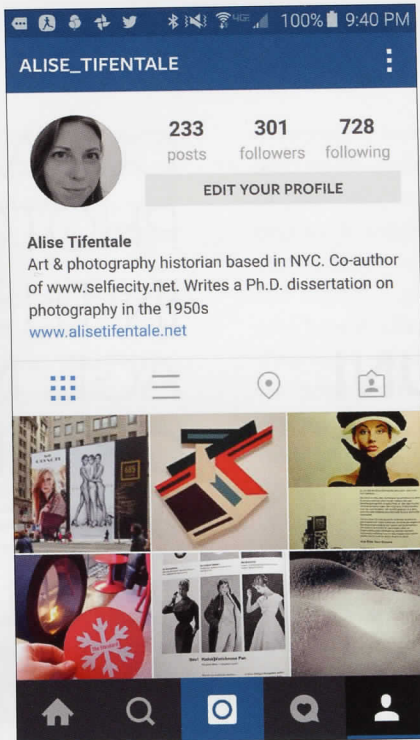 4GE 100% 9:40 PM
ALISE_TIFENTALE
233 301 728
posts followers following
EDIT YOUR PROFILE
Alise Tifentale
Art & photography historian based in NYC. Co-author
of www.selfiecity.net. Writes a Ph.D. dissertation on
photography in the 1950s
www.alisetifentale.net